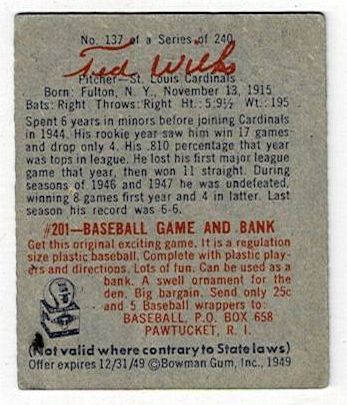 No. 137 of a Series of 240
Ted Wilks
Pitcher—St. Louis Cardinals
Born: Fulton, N. Y., November 13, 1915
Bats: Right Throws: Right Ht.: 5.9½ Wt.: 195
Spent 6 years in minors before joining Cardinals
in 1944. His rookie year saw him win 17 games
and drop only 4. His .810 percentage that year
was tops in league. He lost his first major league
game that year, then won 11 straight. During
seasons of 1946 and 1947 he was undefeated,
winning 8 games first year and 4 in latter. Last
season his record was 6-6.
#201—BASEBALL GAME AND BANK
Get this original exciting game. It is a regulation
size plastic baseball. Complete with plastic play-
ers and directions. Lots of fun. Can be used as a
bank. A swell ornament for
the den. Big bargain. Send only 25c
and 5 Baseball wrappers to:
BASEBALL, P.O. BOX 658
PAWTUCKET, R. I.
(Not valid where contrary to State laws)
Offer expires 12/31/49 ©Bowman Gum, Inc., 1949